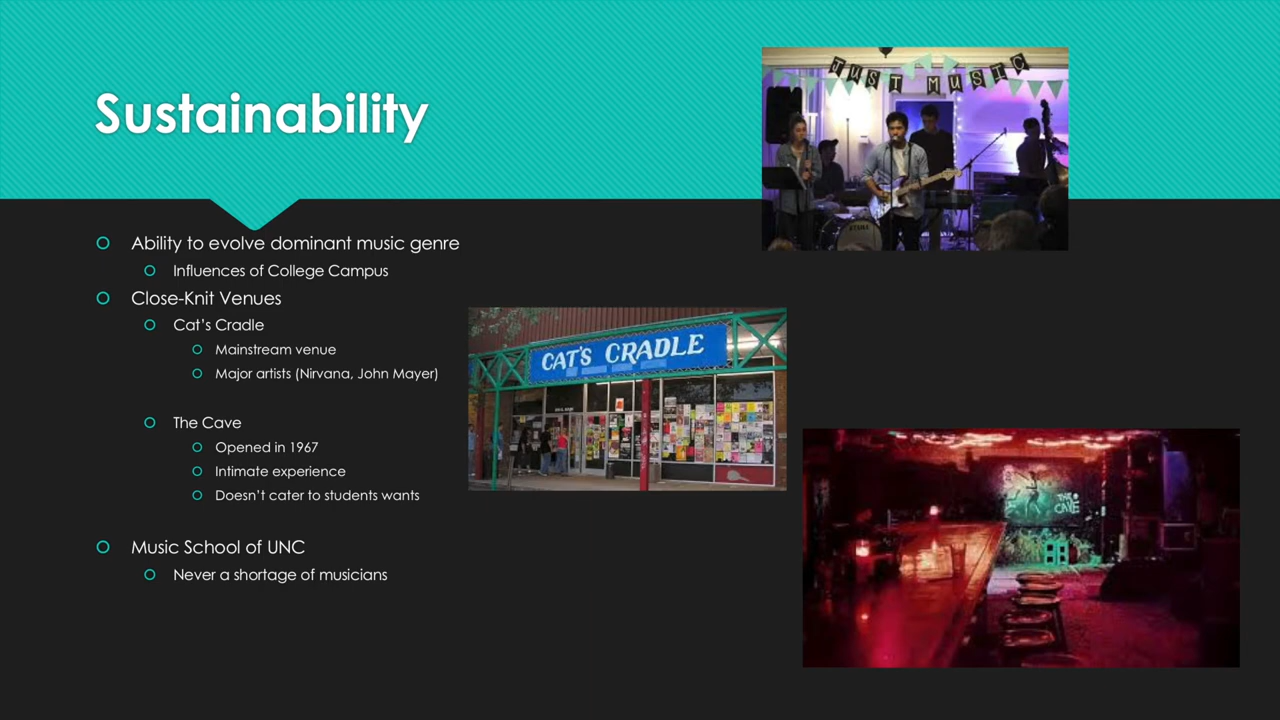 Sustainability
JUST MUSIC
Ability to evolve dominant music genre
Influences of College Campus
Close-Knit Venues
Cat's Cradle
Mainstream venue
Major artists (Nirvana, John Mayer)
CAT'S CRADLE
The Cave
Opened in 1967
Intimate experience
Doesn't cater to students wants
THE
CAVE
Music School of UNC
Never a shortage of musicians